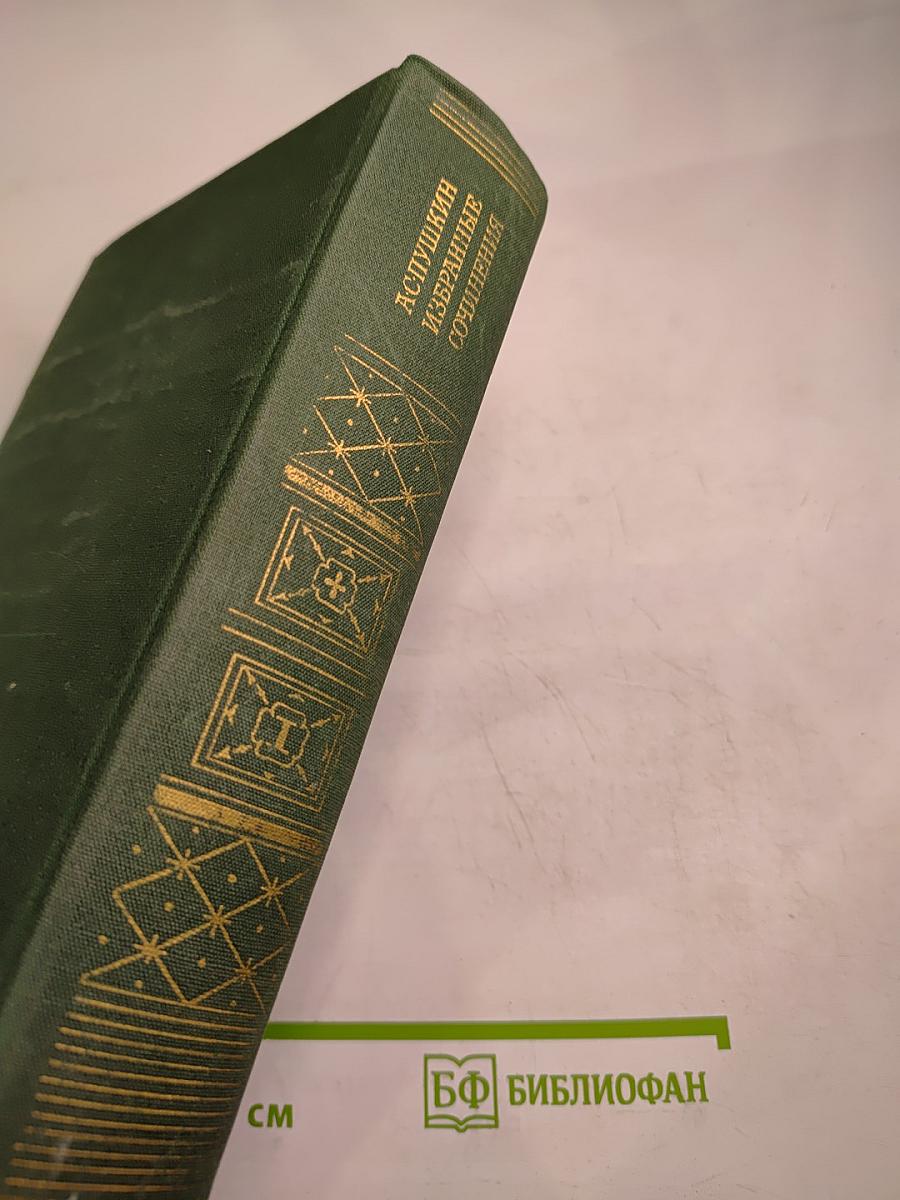 А·С·ПУШКИН
ИЗБРАННЫЕ
СОЧИНЕНИЯ
I
см
БФ БИБЛИОФАН